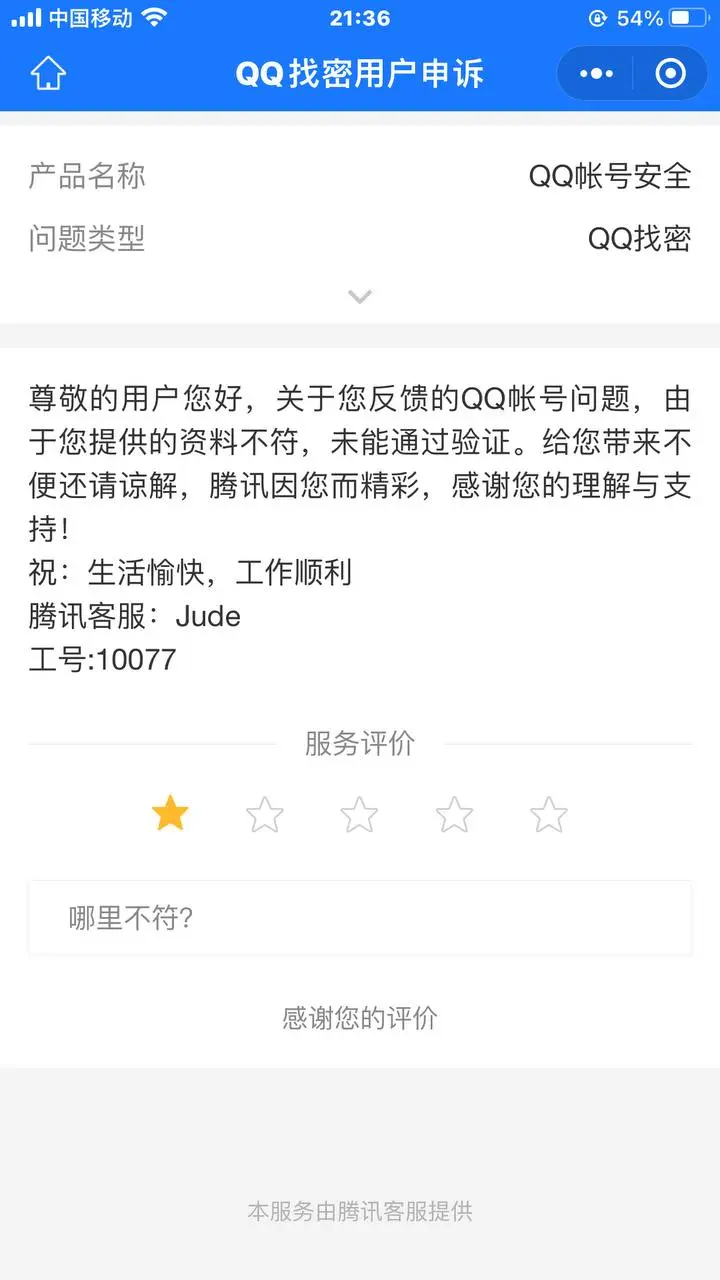 中国移动
21:36
54%
QQ找密用户申诉
产品名称
QQ帐号安全
问题类型
QQ找密
尊敬的用户您好，关于您反馈的QQ帐号问题，由
于您提供的资料不符，未能通过验证。给您带来不
便还请谅解，腾讯因您而精彩，感谢您的理解与支
持！
祝：生活愉快，工作顺利
腾讯客服：Jude
工号:10077
服务评价
哪里不符?
感谢您的评价
本服务由腾讯客服提供